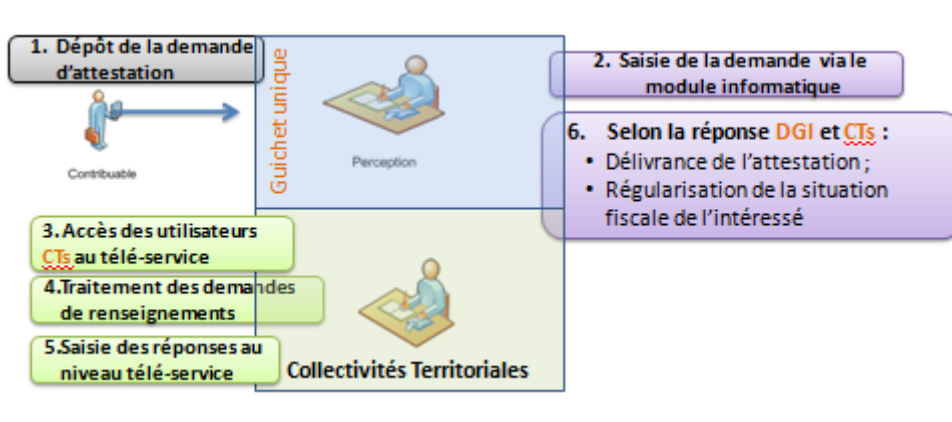 1. Dépôt de la demande
d'attestation
Contribuable
Guichet unique
Perception
2. Saisie de la demande via le
module informatique
6. Selon la réponse DGI et CTs :
• Délivrance de l'attestation ;
• Régularisation de la situation
fiscale de l'intéressé
3. Accès des utilisateurs
CTs au télé-service
4.Traitement des demandes
de renseignements
5.Saisie des réponses au
niveau télé-service
Collectivités Territoriales